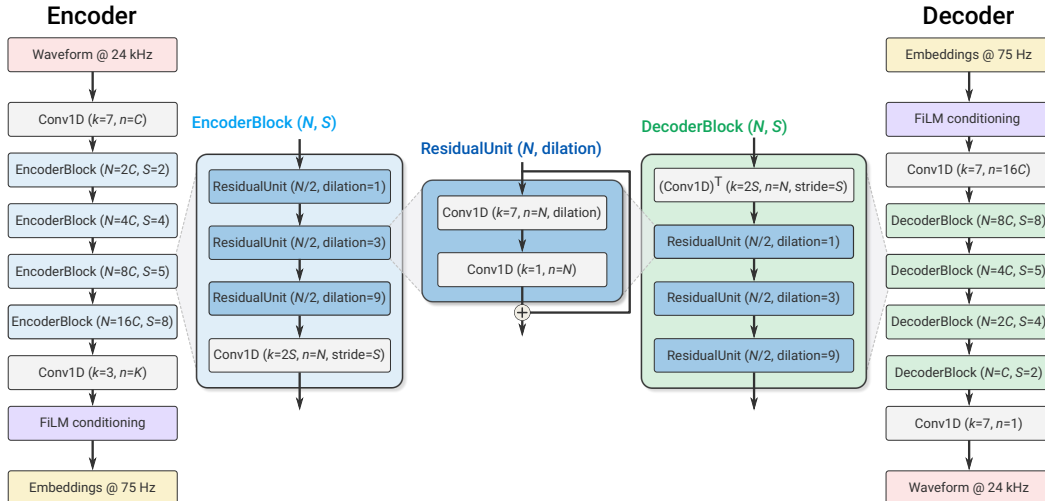 Encoder
Waveform @ 24 kHz
Conv1D (k=7, n=C)
EncoderBlock (N=2C, S=2)
EncoderBlock (N=4C, S=4)
EncoderBlock (N=8C, S=5)
EncoderBlock (N=16C, S=8)
Conv1D (k=3, n=K)
FiLM conditioning
Embeddings @ 75 Hz
EncoderBlock (N, S)
ResidualUnit (N/2, dilation=1)
ResidualUnit (N/2, dilation=3)
ResidualUnit (N/2, dilation=9)
Conv1D (k=2S, n=N, stride=S)
ResidualUnit (N, dilation)
Conv1D (k=7, n=N, dilation)
Conv1D (k=1, n=N)
+
DecoderBlock (N, S)
(Conv1D)ᵀ (k=2S, n=N, stride=S)
ResidualUnit (N/2, dilation=1)
ResidualUnit (N/2, dilation=3)
ResidualUnit (N/2, dilation=9)
Decoder
Embeddings @ 75 Hz
FiLM conditioning
Conv1D (k=7, n=16C)
DecoderBlock (N=8C, S=8)
DecoderBlock (N=4C, S=5)
DecoderBlock (N=2C, S=4)
DecoderBlock (N=C, S=2)
Conv1D (k=7, n=1)
Waveform @ 24 kHz